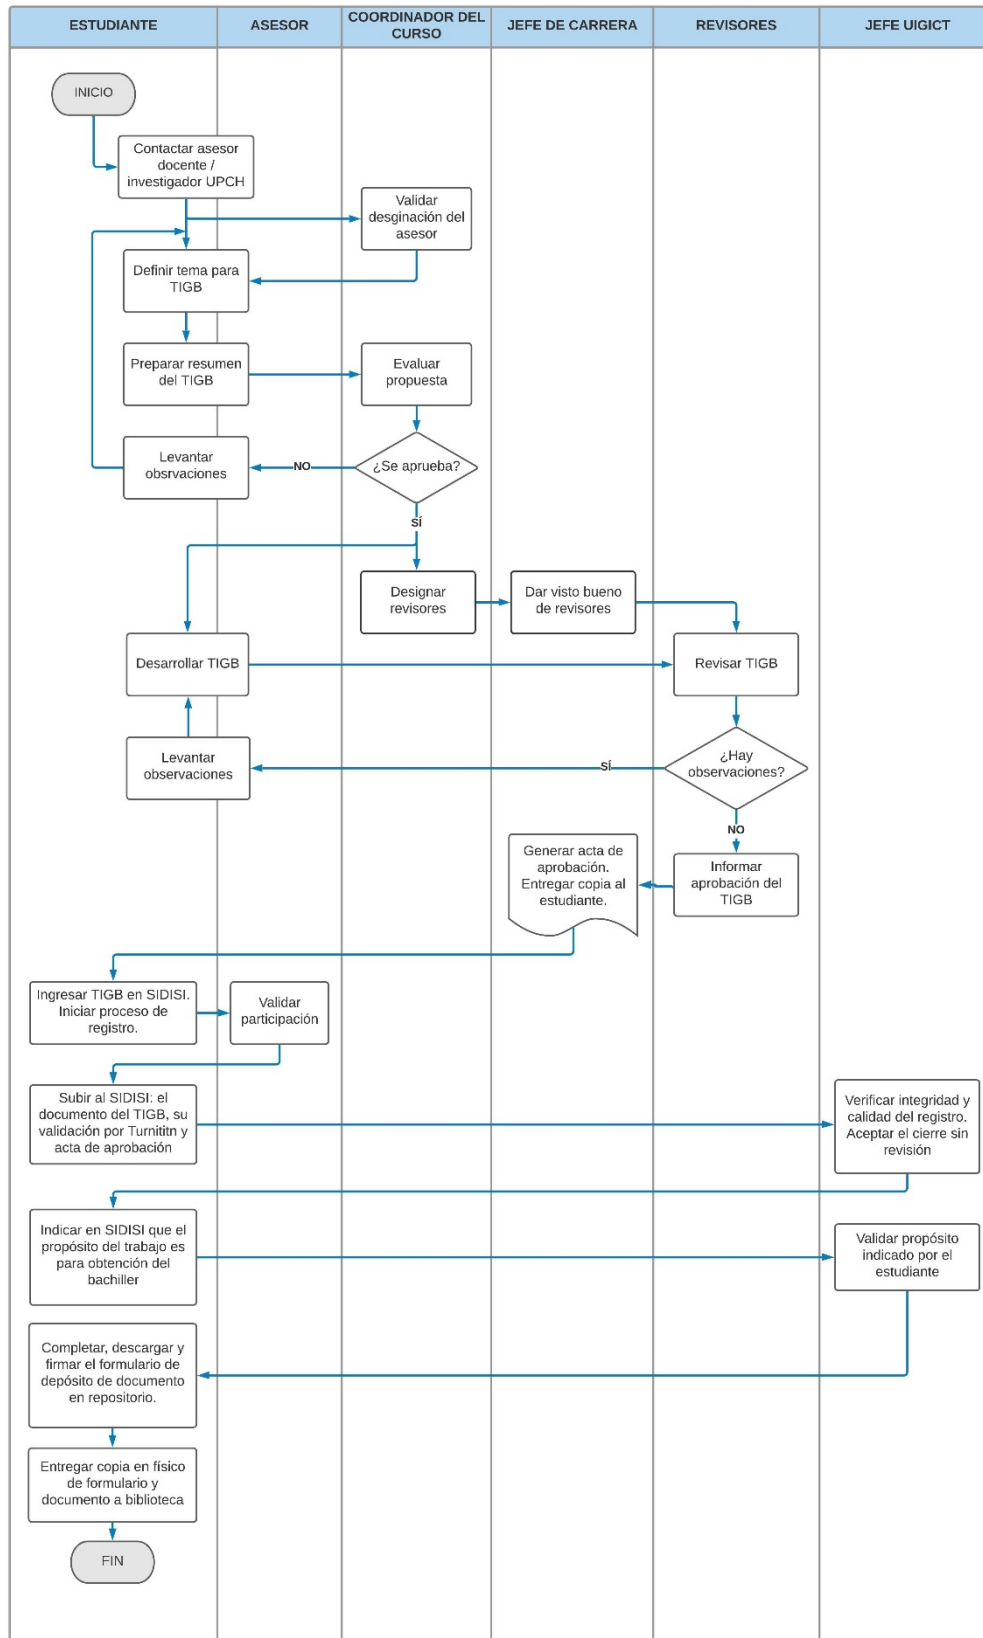 ESTUDIANTE
ASESOR
COORDINADOR DEL
CURSO
JEFE DE CARRERA
REVISORES
JEFE UIGICT
INICIO
Contactar asesor
docente /
investigador UPCH
Validar
desginación del
asesor
Definir tema para
TIGB
Preparar resumen
del TIGB
Evaluar
propuesta
Levantar
obsrvaciones
NO
¿Se aprueba?
SÍ
Designar
revisores
Dar visto bueno
de revisores
Desarrollar TIGB
Revisar TIGB
Levantar
observaciones
SÍ
¿Hay
observaciones?
NO
Generar acta de
aprobación.
Entregar copia al
estudiante.
Informar
aprobación del
TIGB
Ingresar TIGB en SIDISI.
Iniciar proceso de
registro.
Validar
participación
Subir al SIDISI: el
documento del TIGB, su
validación por Turnititn y
acta de aprobación
Verificar integridad y
calidad del registro.
Aceptar el cierre sin
revisión
Indicar en SIDISI que el
propósito del trabajo es
para obtención del
bachiller
Validar propósito
indicado por el
estudiante
Completar, descargar y
firmar el formulario de
depósito de documento
en repositorio.
Entregar copia en físico
de formulario y
documento a biblioteca
FIN